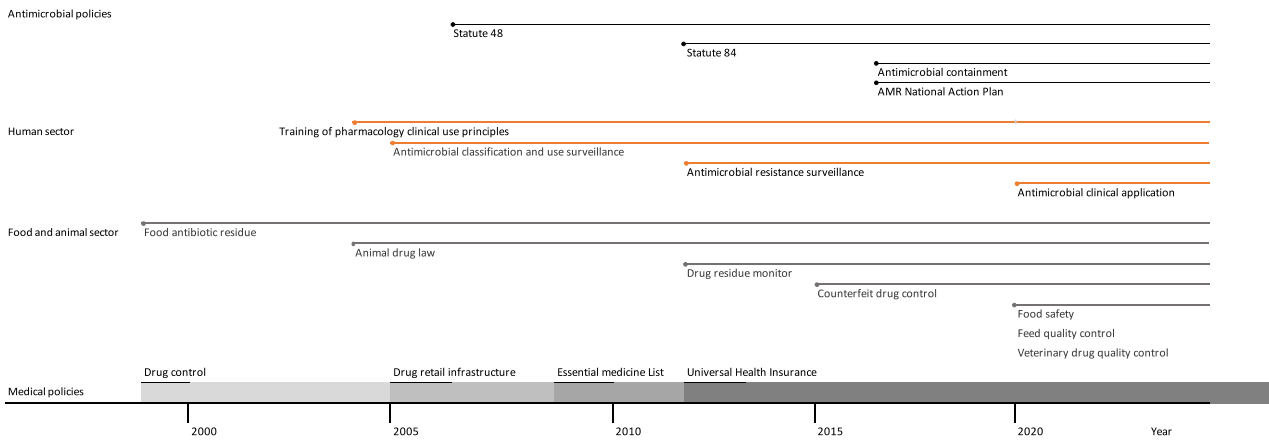 Antimicrobial policies
Statute 48
Statute 84
Antimicrobial containment
AMR National Action Plan
Human sector
Training of pharmacology clinical use principles
Antimicrobial classification and use surveillance
Antimicrobial resistance surveillance
Antimicrobial clinical application
Food and animal sector
Food antibiotic residue
Animal drug law
Drug residue monitor
Counterfeit drug control
Food safety
Feed quality control
Veterinary drug quality control
Medical policies
Drug control
Drug retail infrastructure
Essential medicine List
Universal Health Insurance
2000
2005
2010
2015
2020
Year